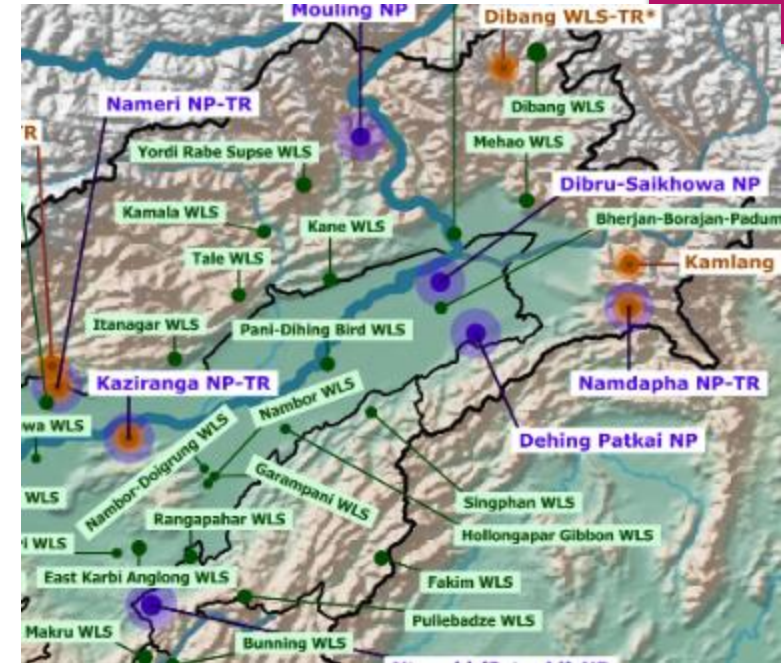 Mouling NP
Dibang WLS-TR*
Nameri NP-TR
Dibang WLS
TR
Mehao WLS
Yordi Rabe Supse WLS
Dibru-Saikhowa NP
Kamala WLS
Kane WLS
Bherjan-Borajan-Padum
Tale WLS
Kamlang
Itanagar WLS
Pani-Dihing Bird WLS
Kaziranga NP-TR
Namdapha NP-TR
Nambor WLS
wa WLS
Dehing Patkai NP
Nambor-Doigrung WLS
Garampani WLS
WLS
Singphan WLS
Rangapahar WLS
Hollongapar Gibbon WLS
i WLS
East Karbi Anglong WLS
Fakim WLS
Puliebadze WLS
Makru WLS
Bunning WLS